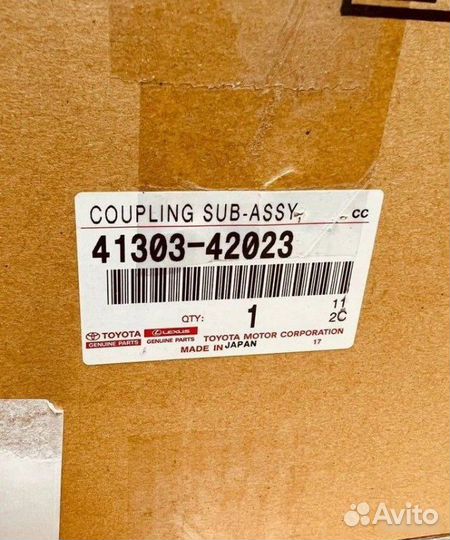 COUPLING SUB-ASSY, CC
41303-42023
QTY: 1 11
2C
TOYOTA LEXUS
GENUINE PARTS GENUINE PARTS TOYOTA MOTOR CORPORATION
MADE IN JAPAN 17
Avito